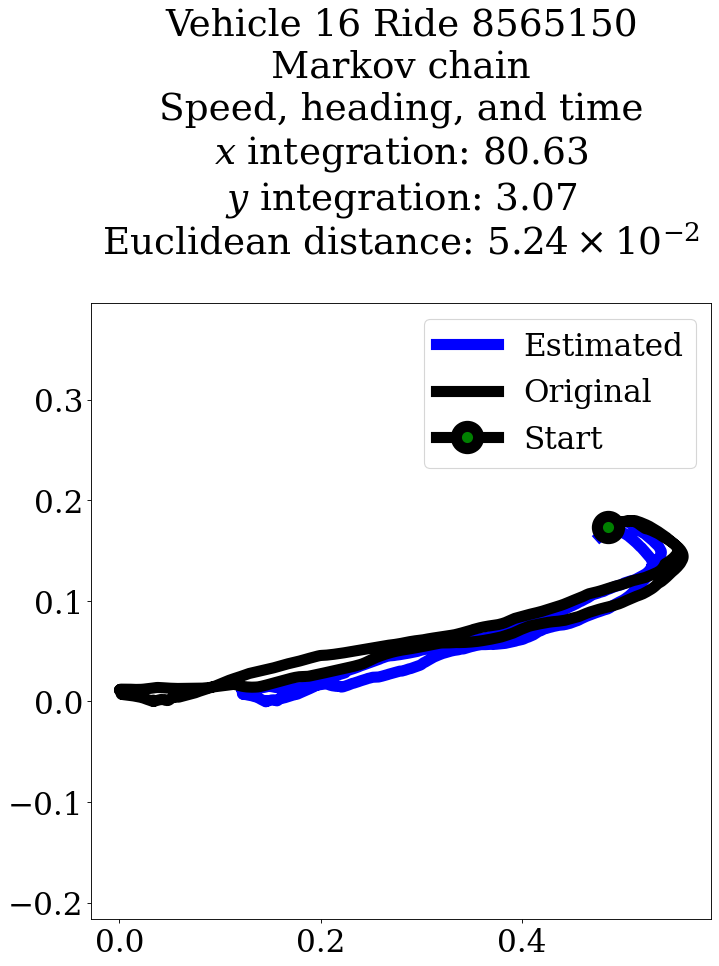 Vehicle 16 Ride 8565150
Markov chain
Speed, heading, and time
x integration: 80.63
y integration: 3.07
Euclidean distance: 5.24 × 10⁻²
Estimated
Original
Start
0.3
0.2
0.1
0.0
−0.1
−0.2
0.0 0.2 0.4